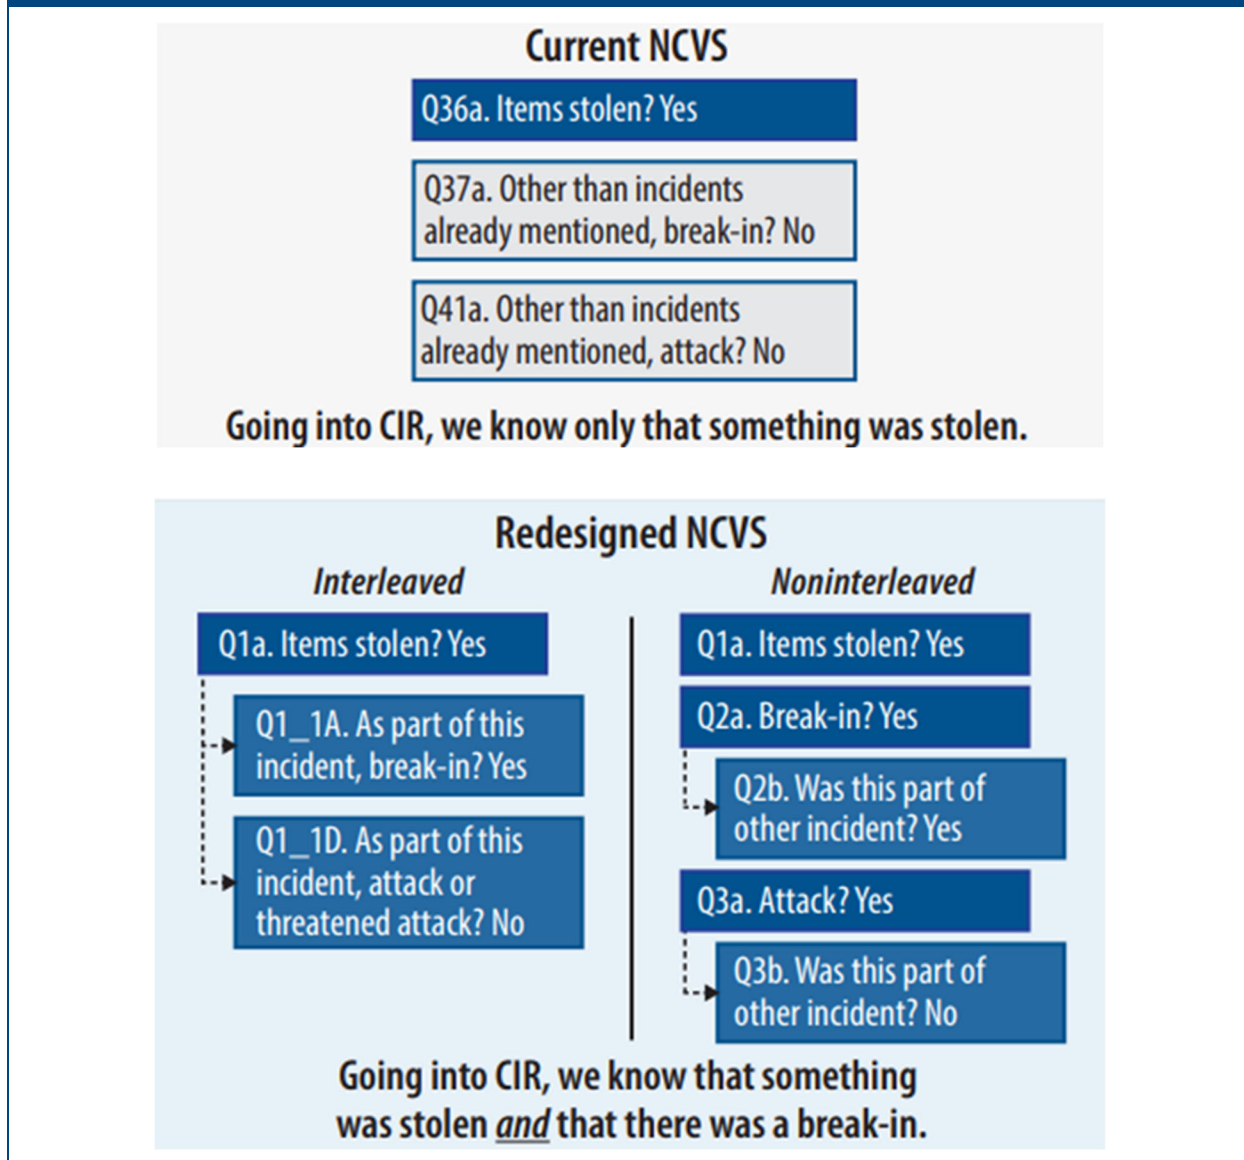 Current NCVS
Q36a. Items stolen? Yes
Q37a. Other than incidents
already mentioned, break-in? No
Q41a. Other than incidents
already mentioned, attack? No
Going into CIR, we know only that something was stolen.
Redesigned NCVS
Interleaved
Q1a. Items stolen? Yes
Q1_1A. As part of this
incident, break-in? Yes
Q1_1D. As part of this
incident, attack or
threatened attack? No
Noninterleaved
Q1a. Items stolen? Yes
Q2a. Break-in? Yes
Q2b. Was this part of
other incident? Yes
Q3a. Attack? Yes
Q3b. Was this part of
other incident? No
Going into CIR, we know that something
was stolen and that there was a break-in.